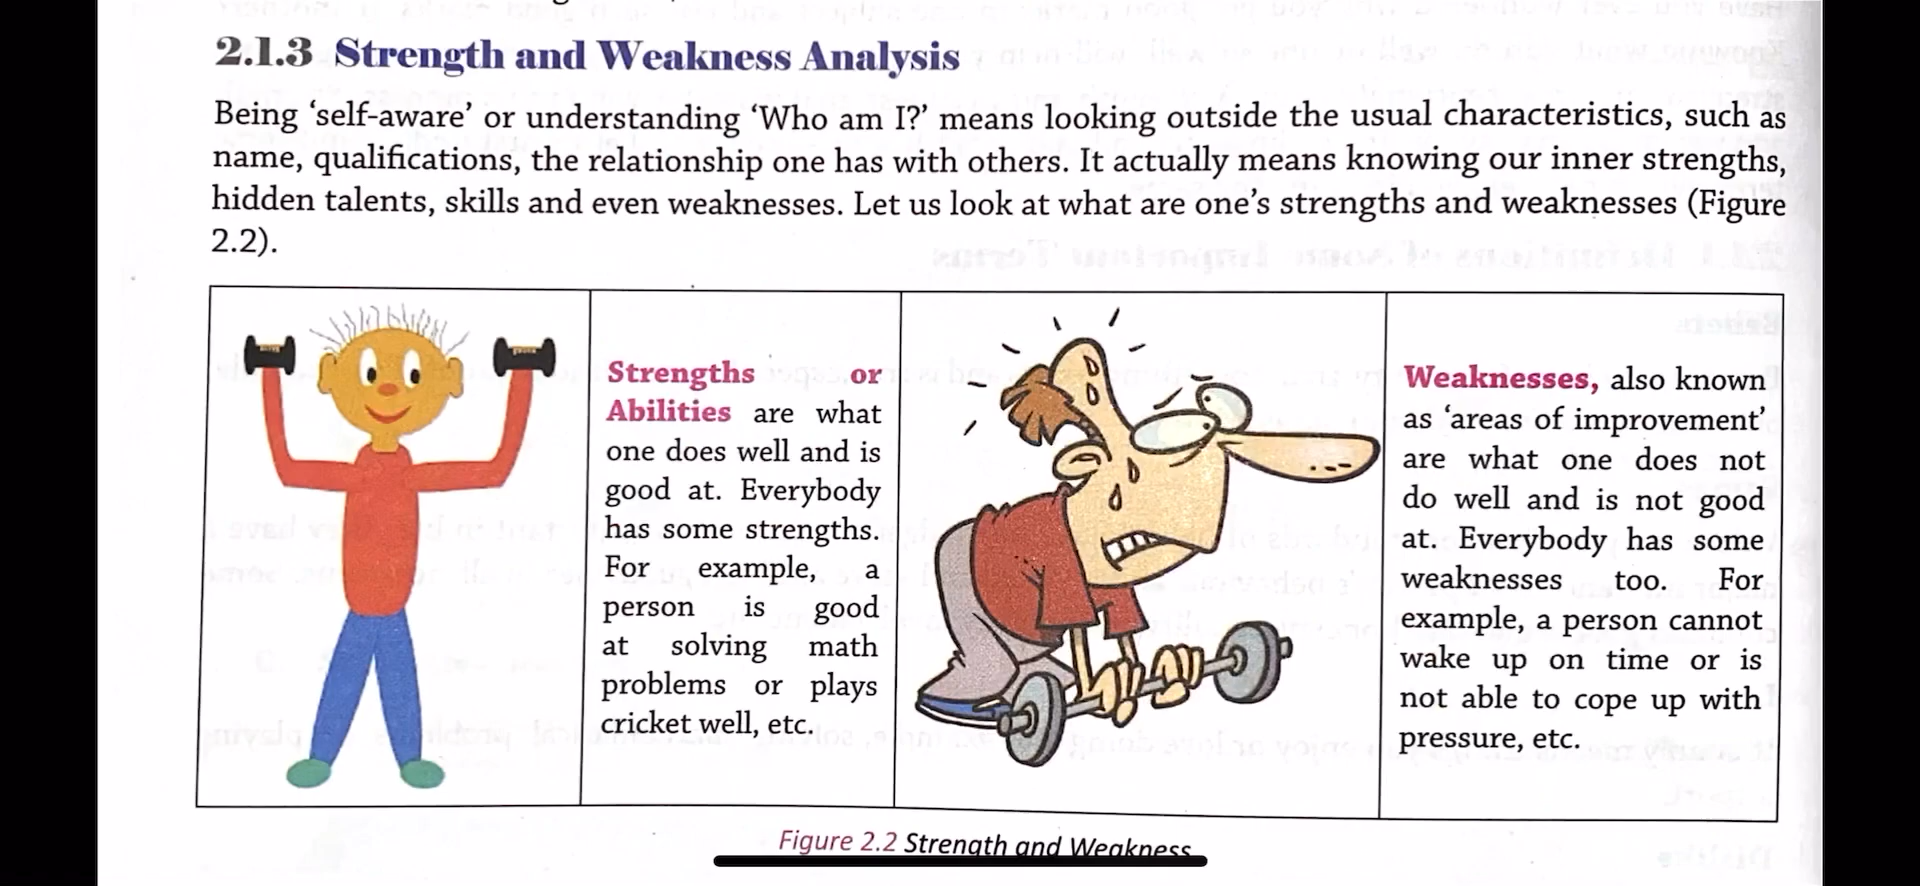 2.1.3 Strength and Weakness Analysis
Being ‘self-aware’ or understanding ‘Who am I?’ means looking outside the usual characteristics, such as
name, qualifications, the relationship one has with others. It actually means knowing our inner strengths,
hidden talents, skills and even weaknesses. Let us look at what are one’s strengths and weaknesses (Figure
2.2).
Strengths or
Abilities are what
one does well and is
good at. Everybody
has some strengths.
For example, a
person is good
at solving math
problems or plays
cricket well, etc.
Weaknesses, also known
as ‘areas of improvement’
are what one does not
do well and is not good
at. Everybody has some
weaknesses too. For
example, a person cannot
wake up on time or is
not able to cope up with
pressure, etc.
Figure 2.2 Strength and Weakness